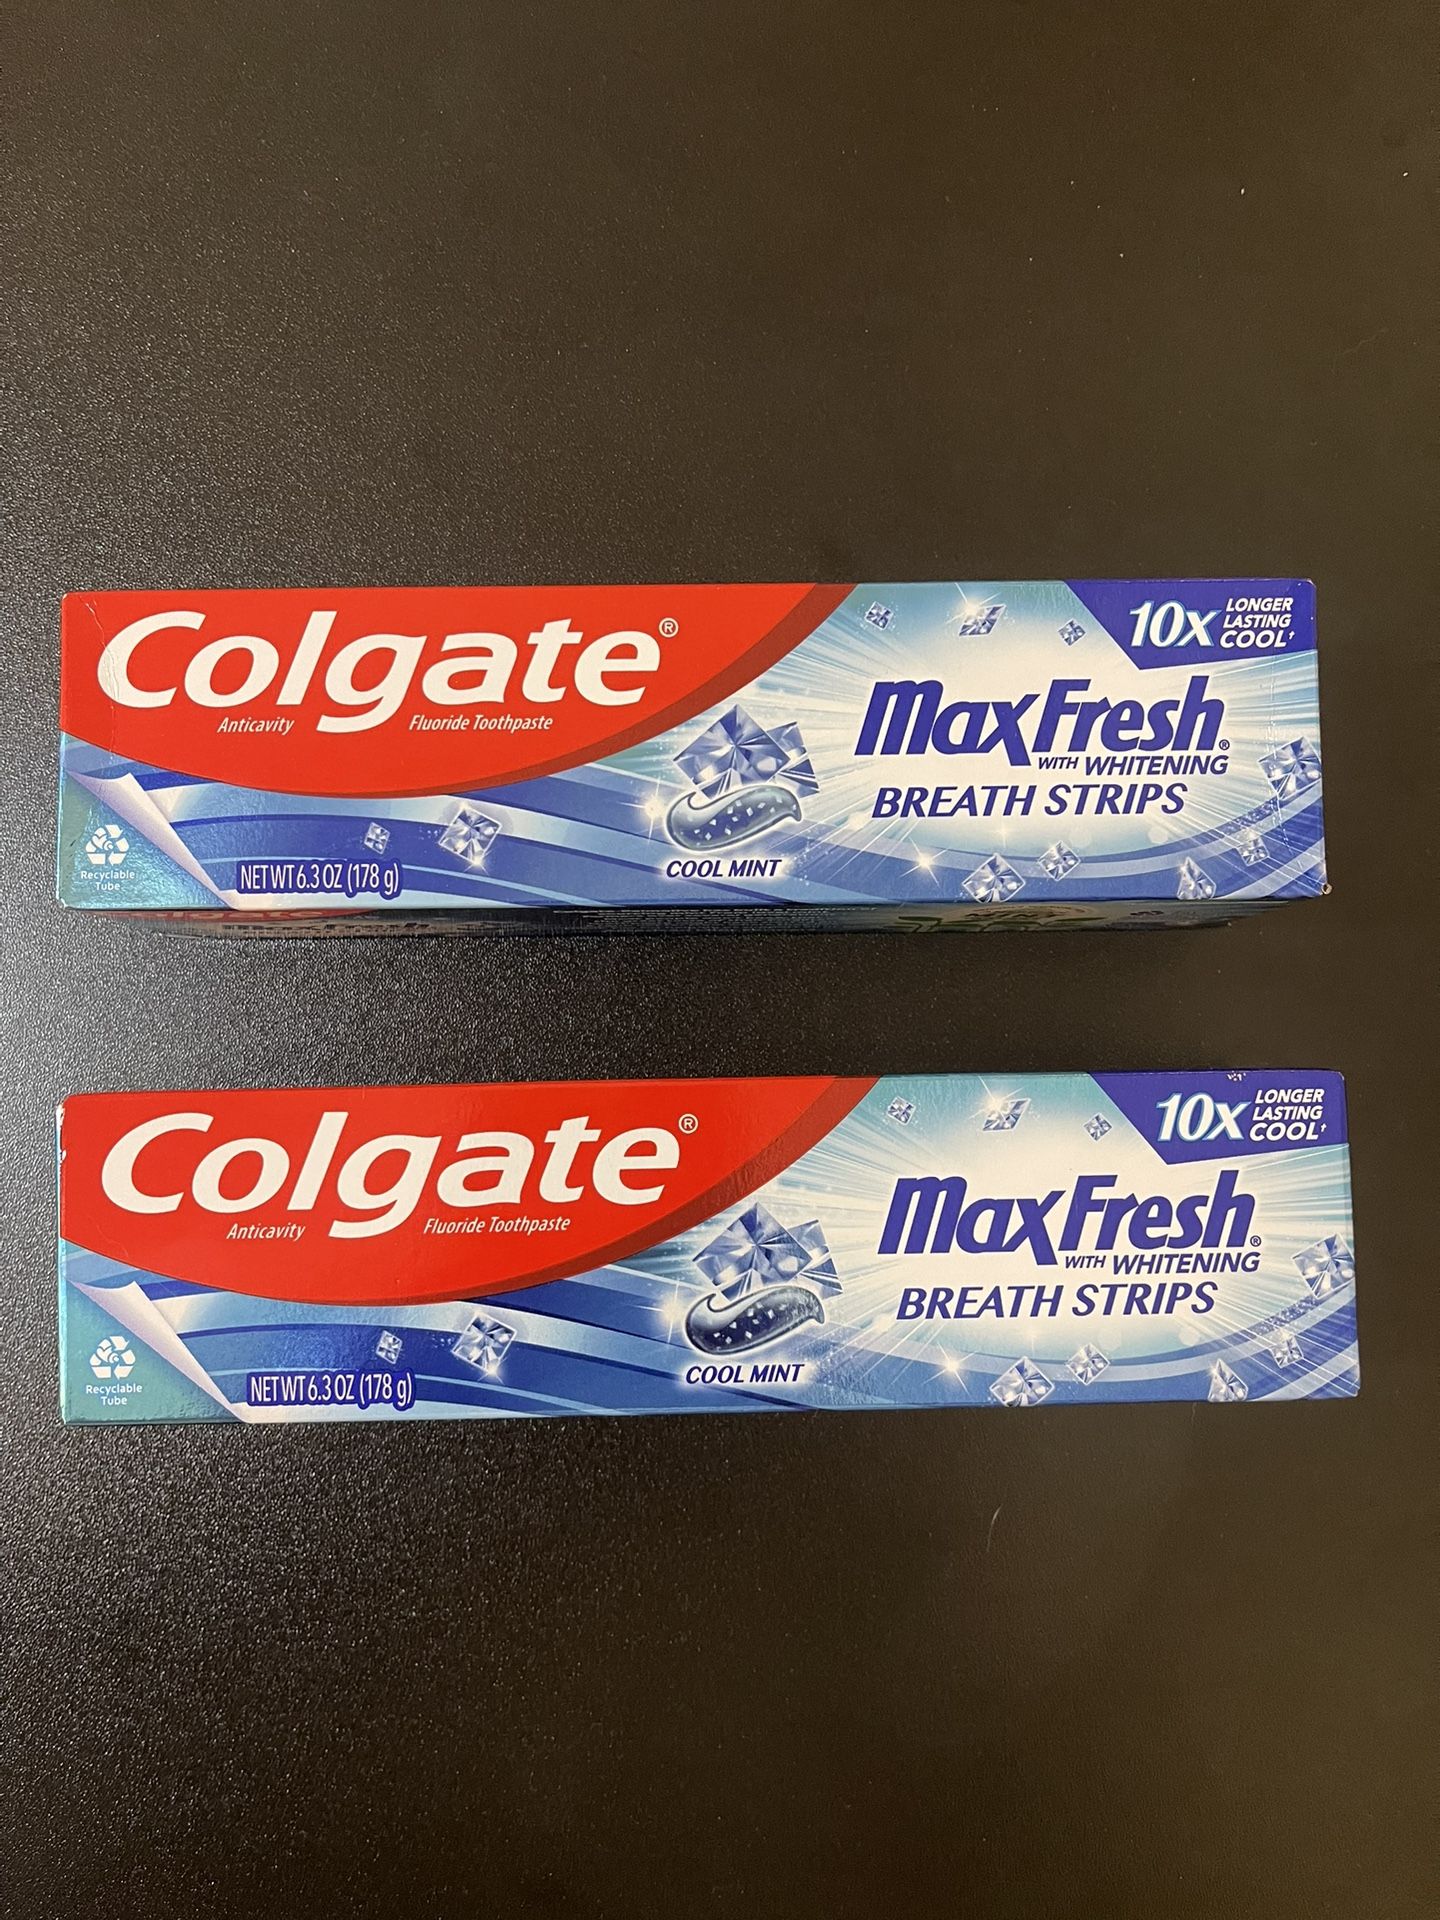 Colgate®
Anticavity Fluoride Toothpaste
10x LONGER
LASTING
COOL†
MaxFresh®
WITH WHITENING
BREATH STRIPS
COOL MINT
Recyclable
Tube
NET WT 6.3 OZ (178 g)
Colgate
MaxFresh
Colgate®
Anticavity Fluoride Toothpaste
10x LONGER
LASTING
COOL†
MaxFresh®
WITH WHITENING
BREATH STRIPS
COOL MINT
Recyclable
Tube
NET WT 6.3 OZ (178 g)